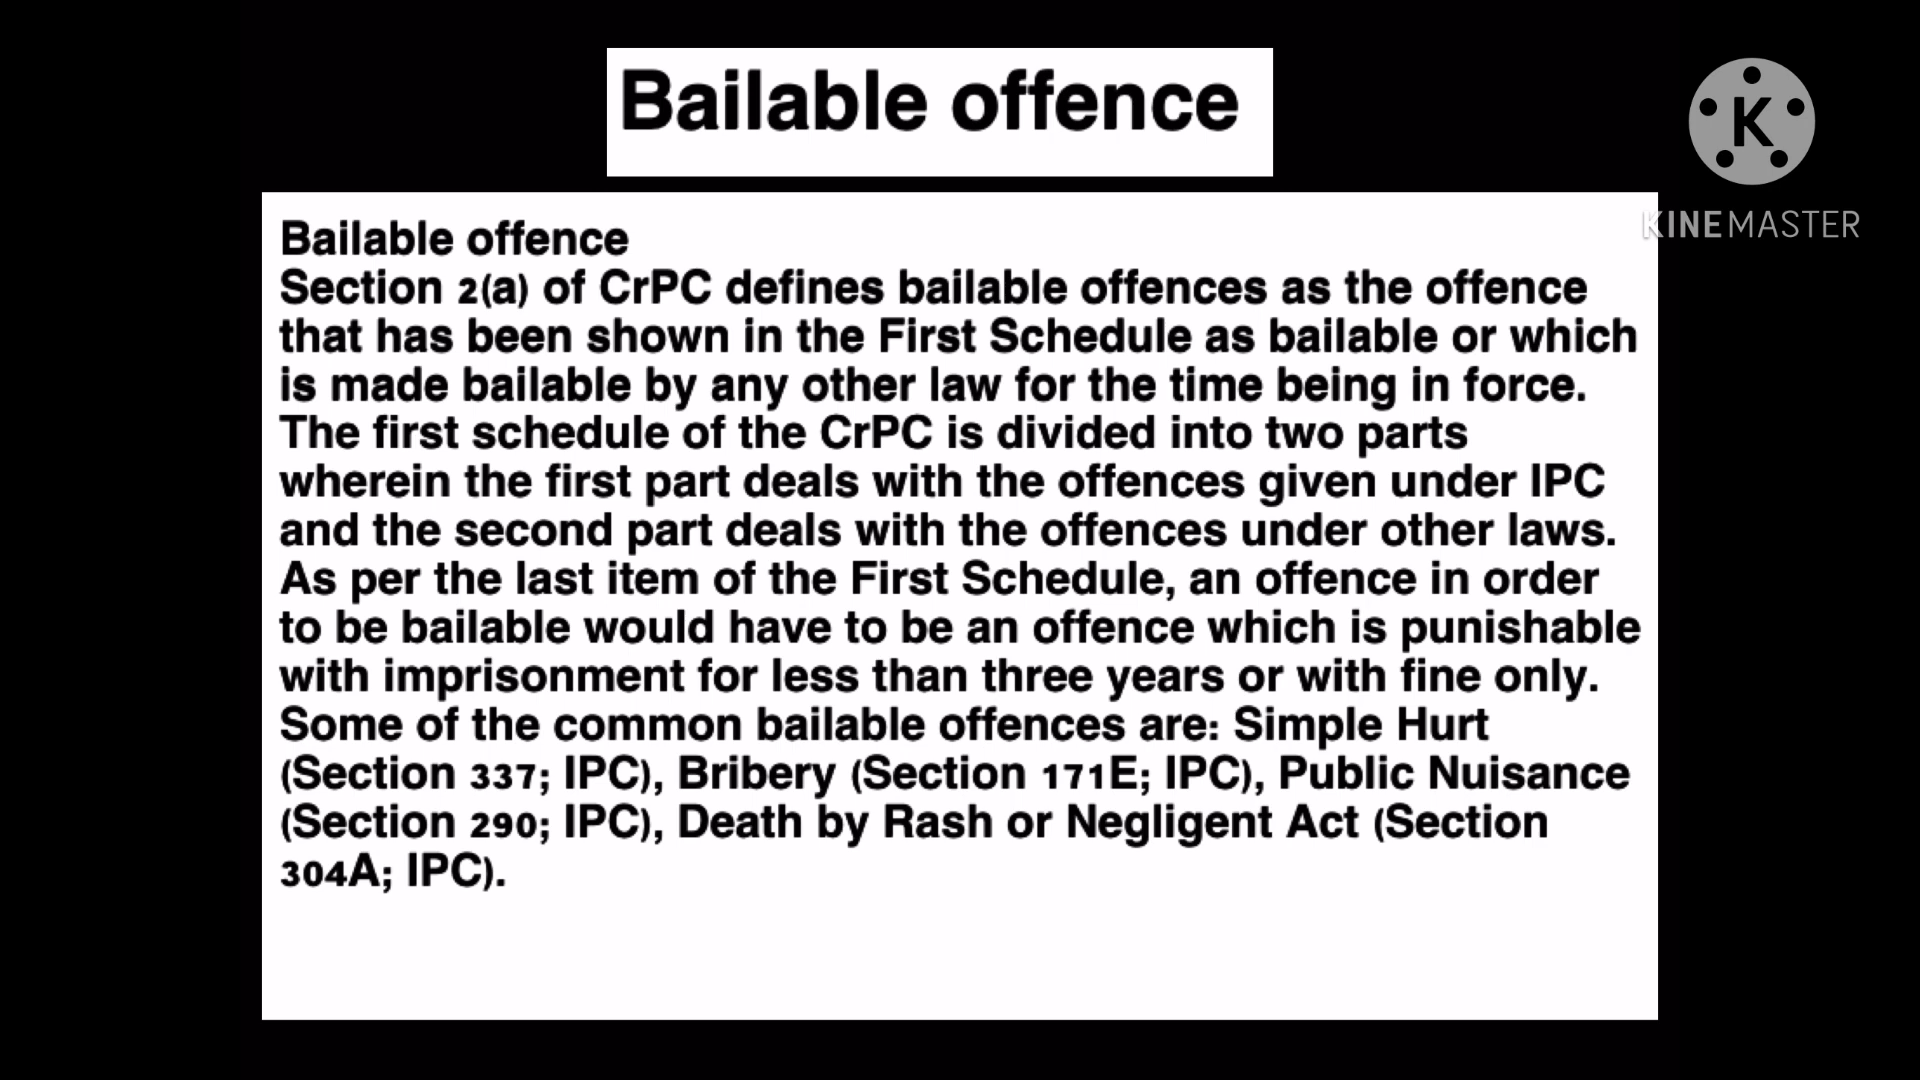 Bailable offence
K
KINEMASTER
Bailable offence
Section 2(a) of CrPC defines bailable offences as the offence
that has been shown in the First Schedule as bailable or which
is made bailable by any other law for the time being in force.
The first schedule of the CrPC is divided into two parts
wherein the first part deals with the offences given under IPC
and the second part deals with the offences under other laws.
As per the last item of the First Schedule, an offence in order
to be bailable would have to be an offence which is punishable
with imprisonment for less than three years or with fine only.
Some of the common bailable offences are: Simple Hurt
(Section 337; IPC), Bribery (Section 171E; IPC), Public Nuisance
(Section 290; IPC), Death by Rash or Negligent Act (Section
304A; IPC).